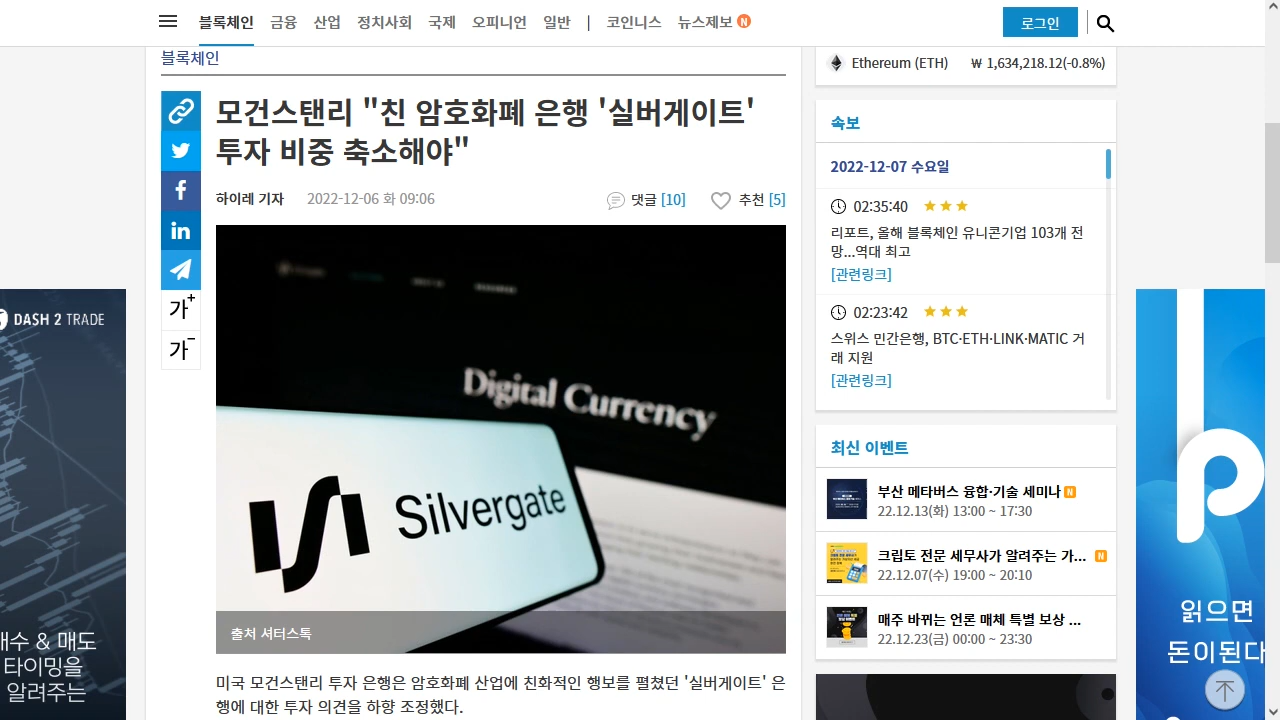 블록체인 금융 산업 정치사회 국제 오피니언 일반 | 코인니스 뉴스제보 N
로그인
블록체인
모건스탠리 "친 암호화폐 은행 '실버게이트'
투자 비중 축소해야"
하이레 기자 2022-12-06 화 09:06
댓글 [10] 추천 [5]
가+
가-
Digital Currency
Silvergate
출처 셔터스톡
미국 모건스탠리 투자 은행은 암호화폐 산업에 친화적인 행보를 펼쳤던 '실버게이트' 은
행에 대한 투자 의견을 하향 조정했다.
Ethereum (ETH) ₩ 1,634,218.12(-0.8%)
속보
2022-12-07 수요일
02:35:40 ★★★
리포트, 올해 블록체인 유니콘기업 103개 전
망...역대 최고
[관련링크]
02:23:42 ★★★
스위스 민간은행, BTC·ETH·LINK·MATIC 거
래 지원
[관련링크]
최신 이벤트
부산 메타버스 융합·기술 세미나 N
22.12.13(화) 13:00 ~ 17:30
크립토 전문 세무사가 알려주는 가... N
22.12.07(수) 19:00 ~ 20:10
매주 바뀌는 언론 매체 특별 보상 ...
22.12.23(금) 00:00 ~ 23:30
DASH 2 TRADE
매수 & 매도
타이밍을
알려주는
읽으면
돈이된다